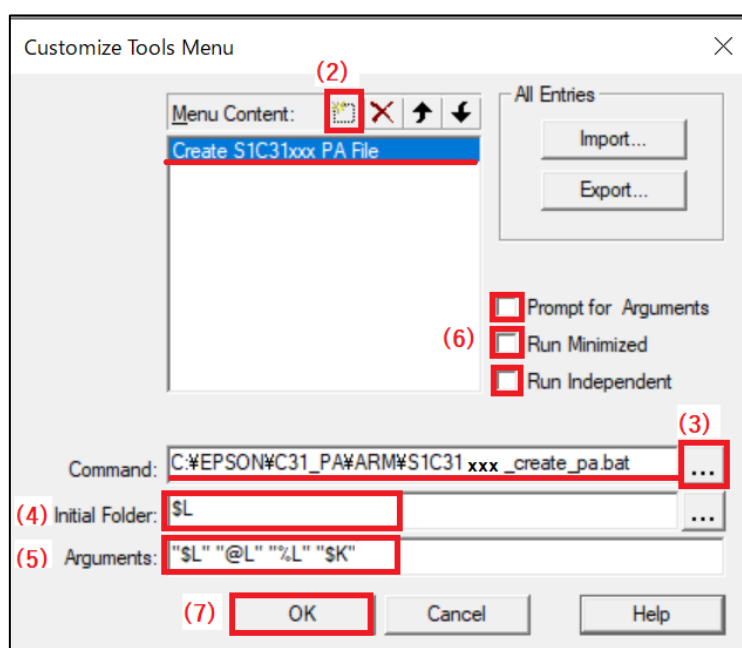 Customize Tools Menu
(2)
Menu Content:
All Entries
Create S1C31xxx PA File
Import...
Export...
Prompt for Arguments
(6)
Run Minimized
Run Independent
(3)
Command: C:¥EPSON¥C31_PA¥ARM¥S1C31 xxx _create_pa.bat ...
(4) Initial Folder: $L ...
(5) Arguments: "$L" "@L" "%L" "$K"
(7) OK Cancel Help